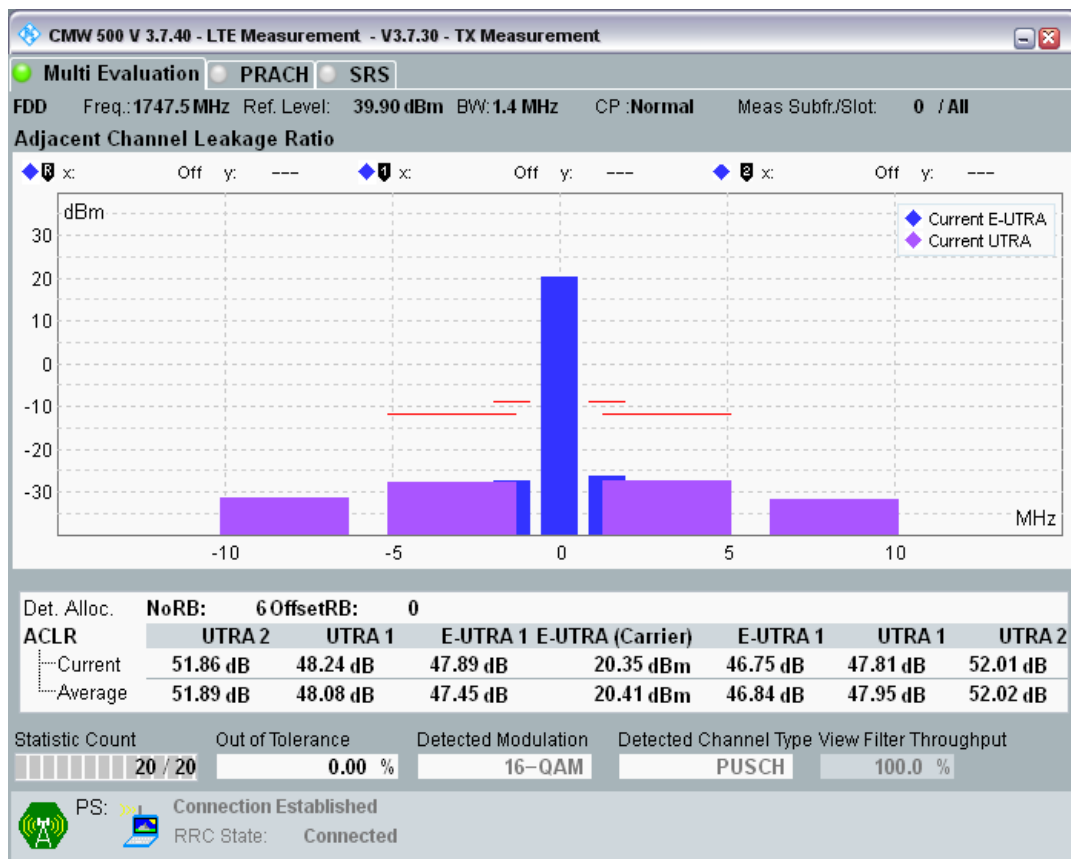 CMW 500 V 3.7.40 - LTE Measurement - V3.7.30 - TX Measurement
Multi Evaluation PRACH SRS
FDD Freq.: 1747.5 MHz Ref. Level: 39.90 dBm BW: 1.4 MHz CP :Normal Meas Subfr./Slot: 0 / All
Adjacent Channel Leakage Ratio
R x: Off y: --- 1 x: Off y: --- 2 x: Off y: ---
dBm
Current E-UTRA
Current UTRA
30
20
10
0
-10
-20
-30
MHz
-10 -5 0 5 10
Det. Alloc. NoRB: 6 OffsetRB: 0
ACLR UTRA 2 UTRA 1 E-UTRA 1 E-UTRA (Carrier) E-UTRA 1 UTRA 1 UTRA 2
Current 51.86 dB 48.24 dB 47.89 dB 20.35 dBm 46.75 dB 47.81 dB 52.01 dB
Average 51.89 dB 48.08 dB 47.45 dB 20.41 dBm 46.84 dB 47.95 dB 52.02 dB
Statistic Count Out of Tolerance Detected Modulation Detected Channel Type View Filter Throughput
20 / 20 0.00 % 16-QAM PUSCH 100.0 %
PS: Connection Established
RRC State: Connected